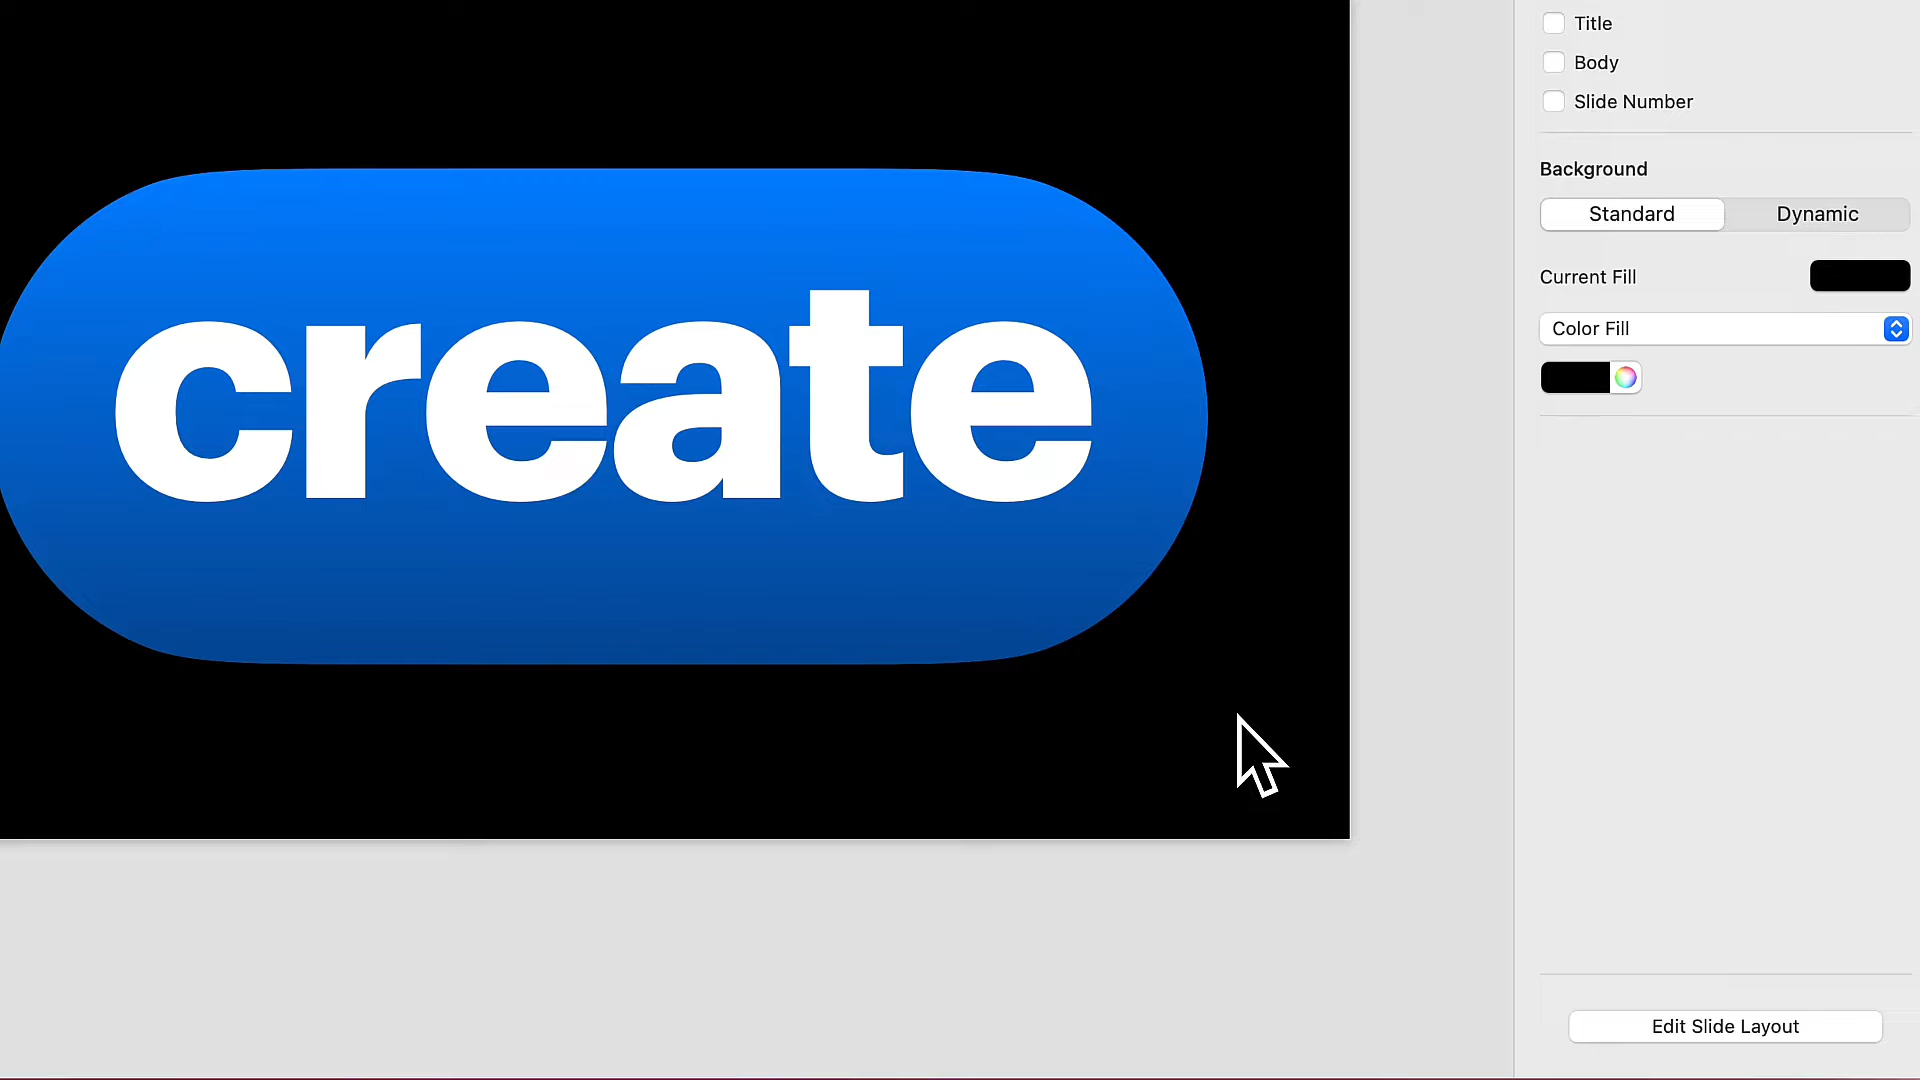 create
Title
Body
Slide Number
Background
Standard Dynamic
Current Fill
Color Fill
Edit Slide Layout